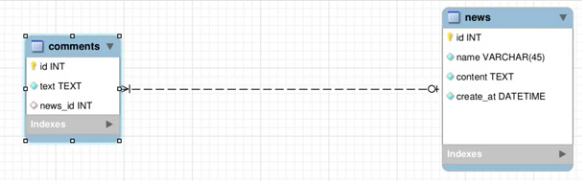 comments
id INT
text TEXT
news_id INT
Indexes
news
id INT
name VARCHAR(45)
content TEXT
create_at DATETIME
Indexes